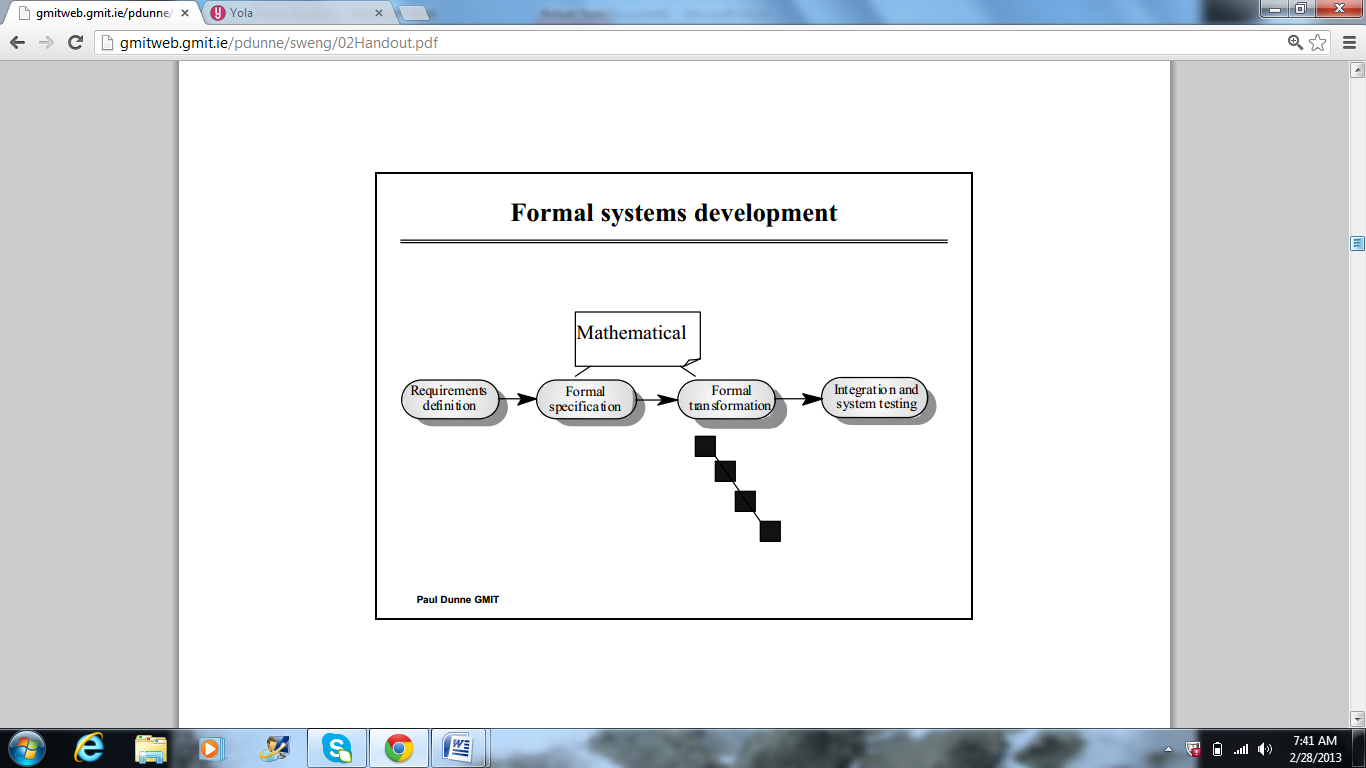 gmitweb.gmit.ie/pdunne/
Yola
gmitweb.gmit.ie/pdunne/sweng/02Handout.pdf
Formal systems development
Mathematical
Requirements
definition
Formal
specification
Formal
transformation
Integration and
system testing
Paul Dunne GMIT
7:41 AM
2/28/2013